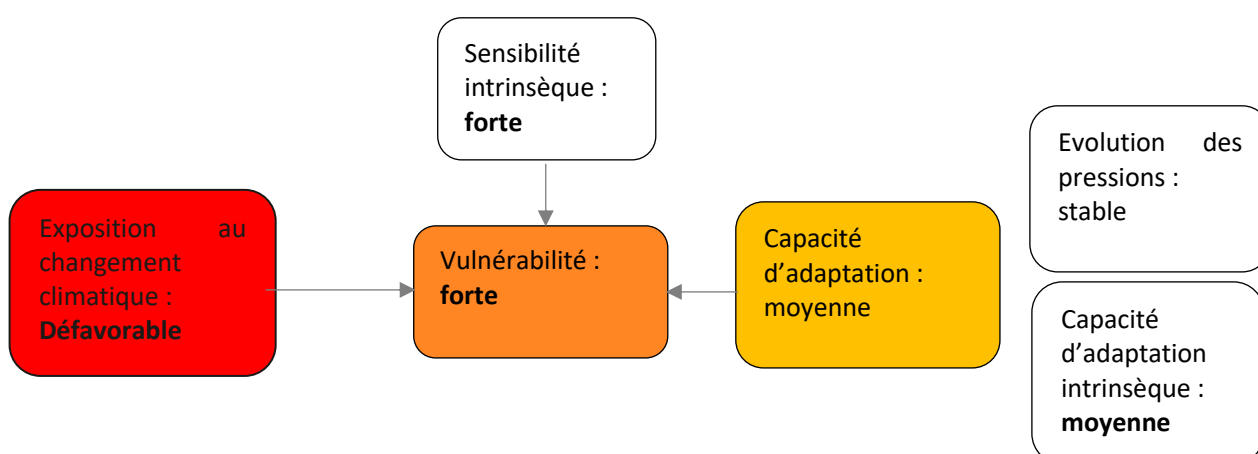 Sensibilité
intrinsèque :
forte
Exposition au
changement
climatique :
Défavorable
Vulnérabilité :
forte
Capacité
d’adaptation :
moyenne
Evolution des
pressions :
stable
Capacité
d’adaptation
intrinsèque :
moyenne